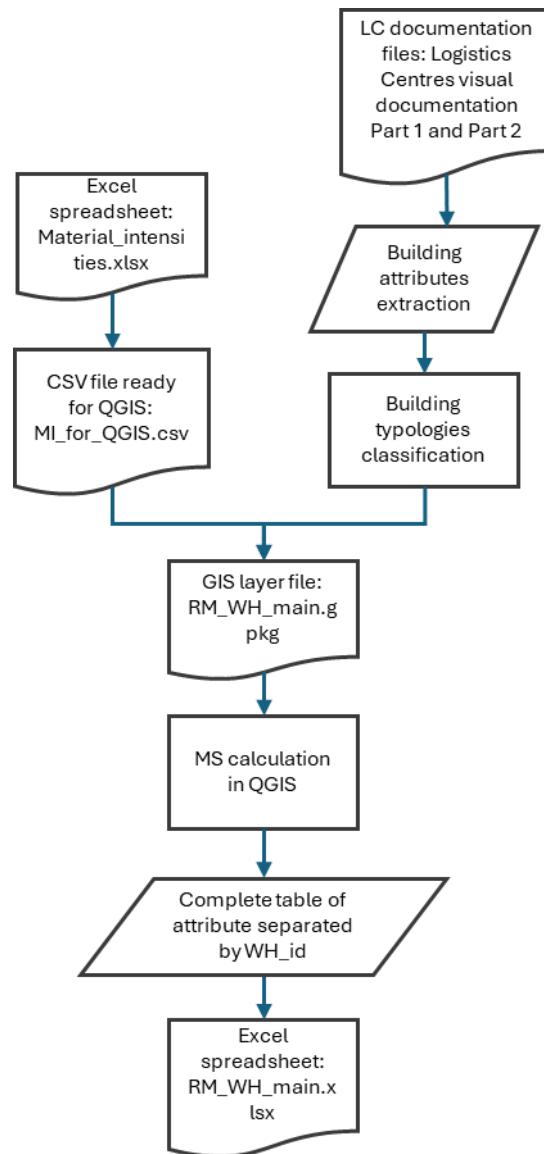 LC documentation
files: Logistics
Centres visual
documentation
Part 1 and Part 2
Excel
spreadsheet:
Material_intensi
ties.xlsx
Building
attributes
extraction
CSV file ready
for QGIS:
MI_for_QGIS.csv
Building
typologies
classification
GIS layer file:
RM_WH_main.g
pkg
MS calculation
in QGIS
Complete table of
attribute separated
by WH_id
Excel
spreadsheet:
RM_WH_main.x
lsx